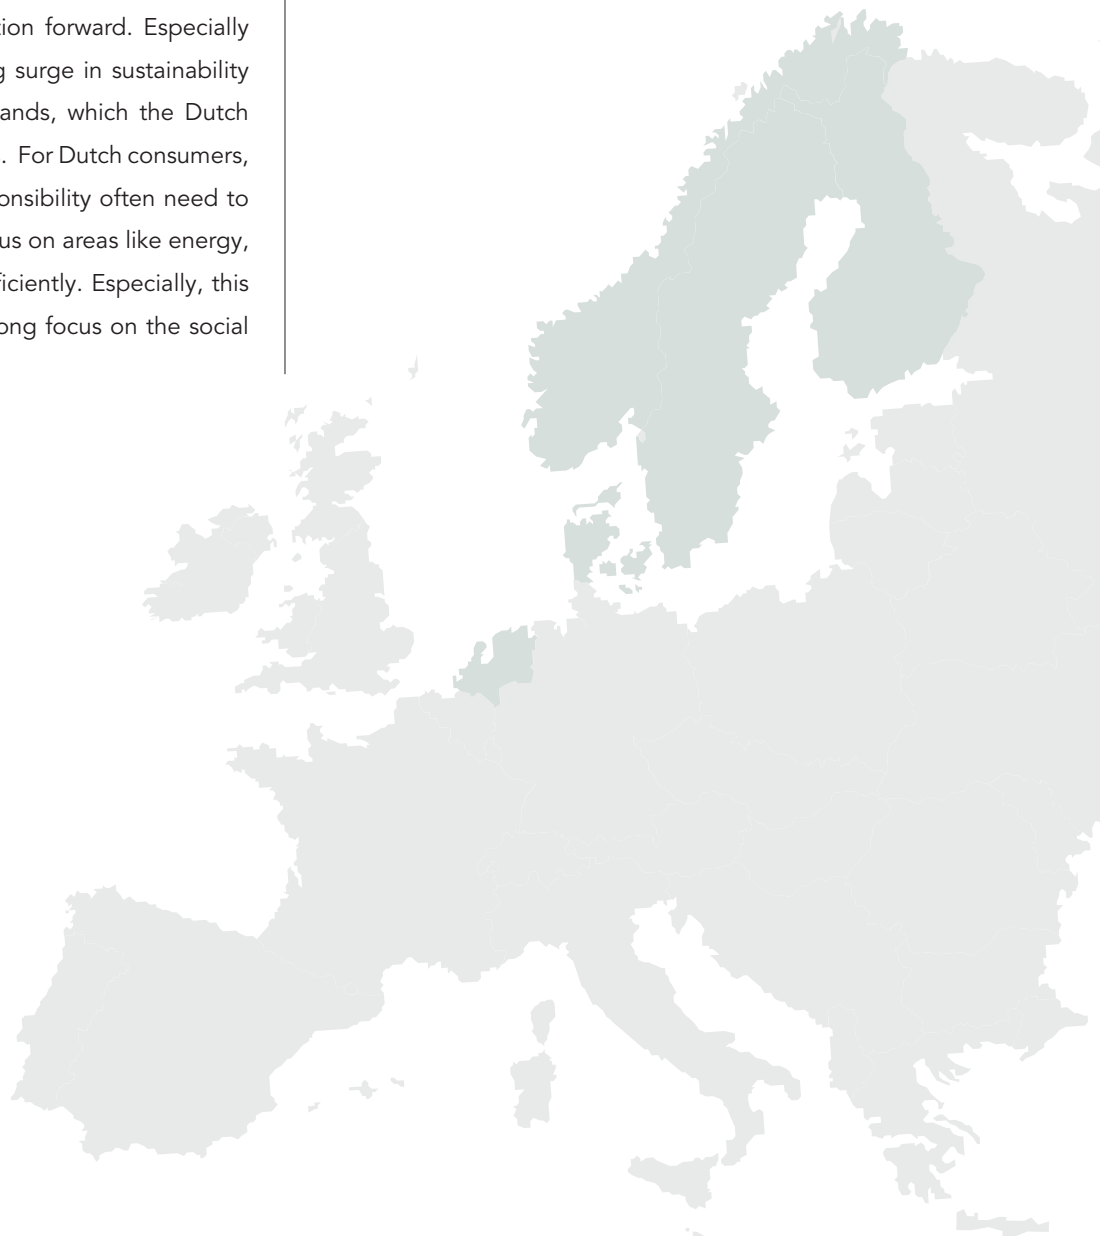 tion forward. Especially
g surge in sustainability
ands, which the Dutch
. For Dutch consumers,
onsibility often need to
us on areas like energy,
ficiently. Especially, this
ong focus on the social